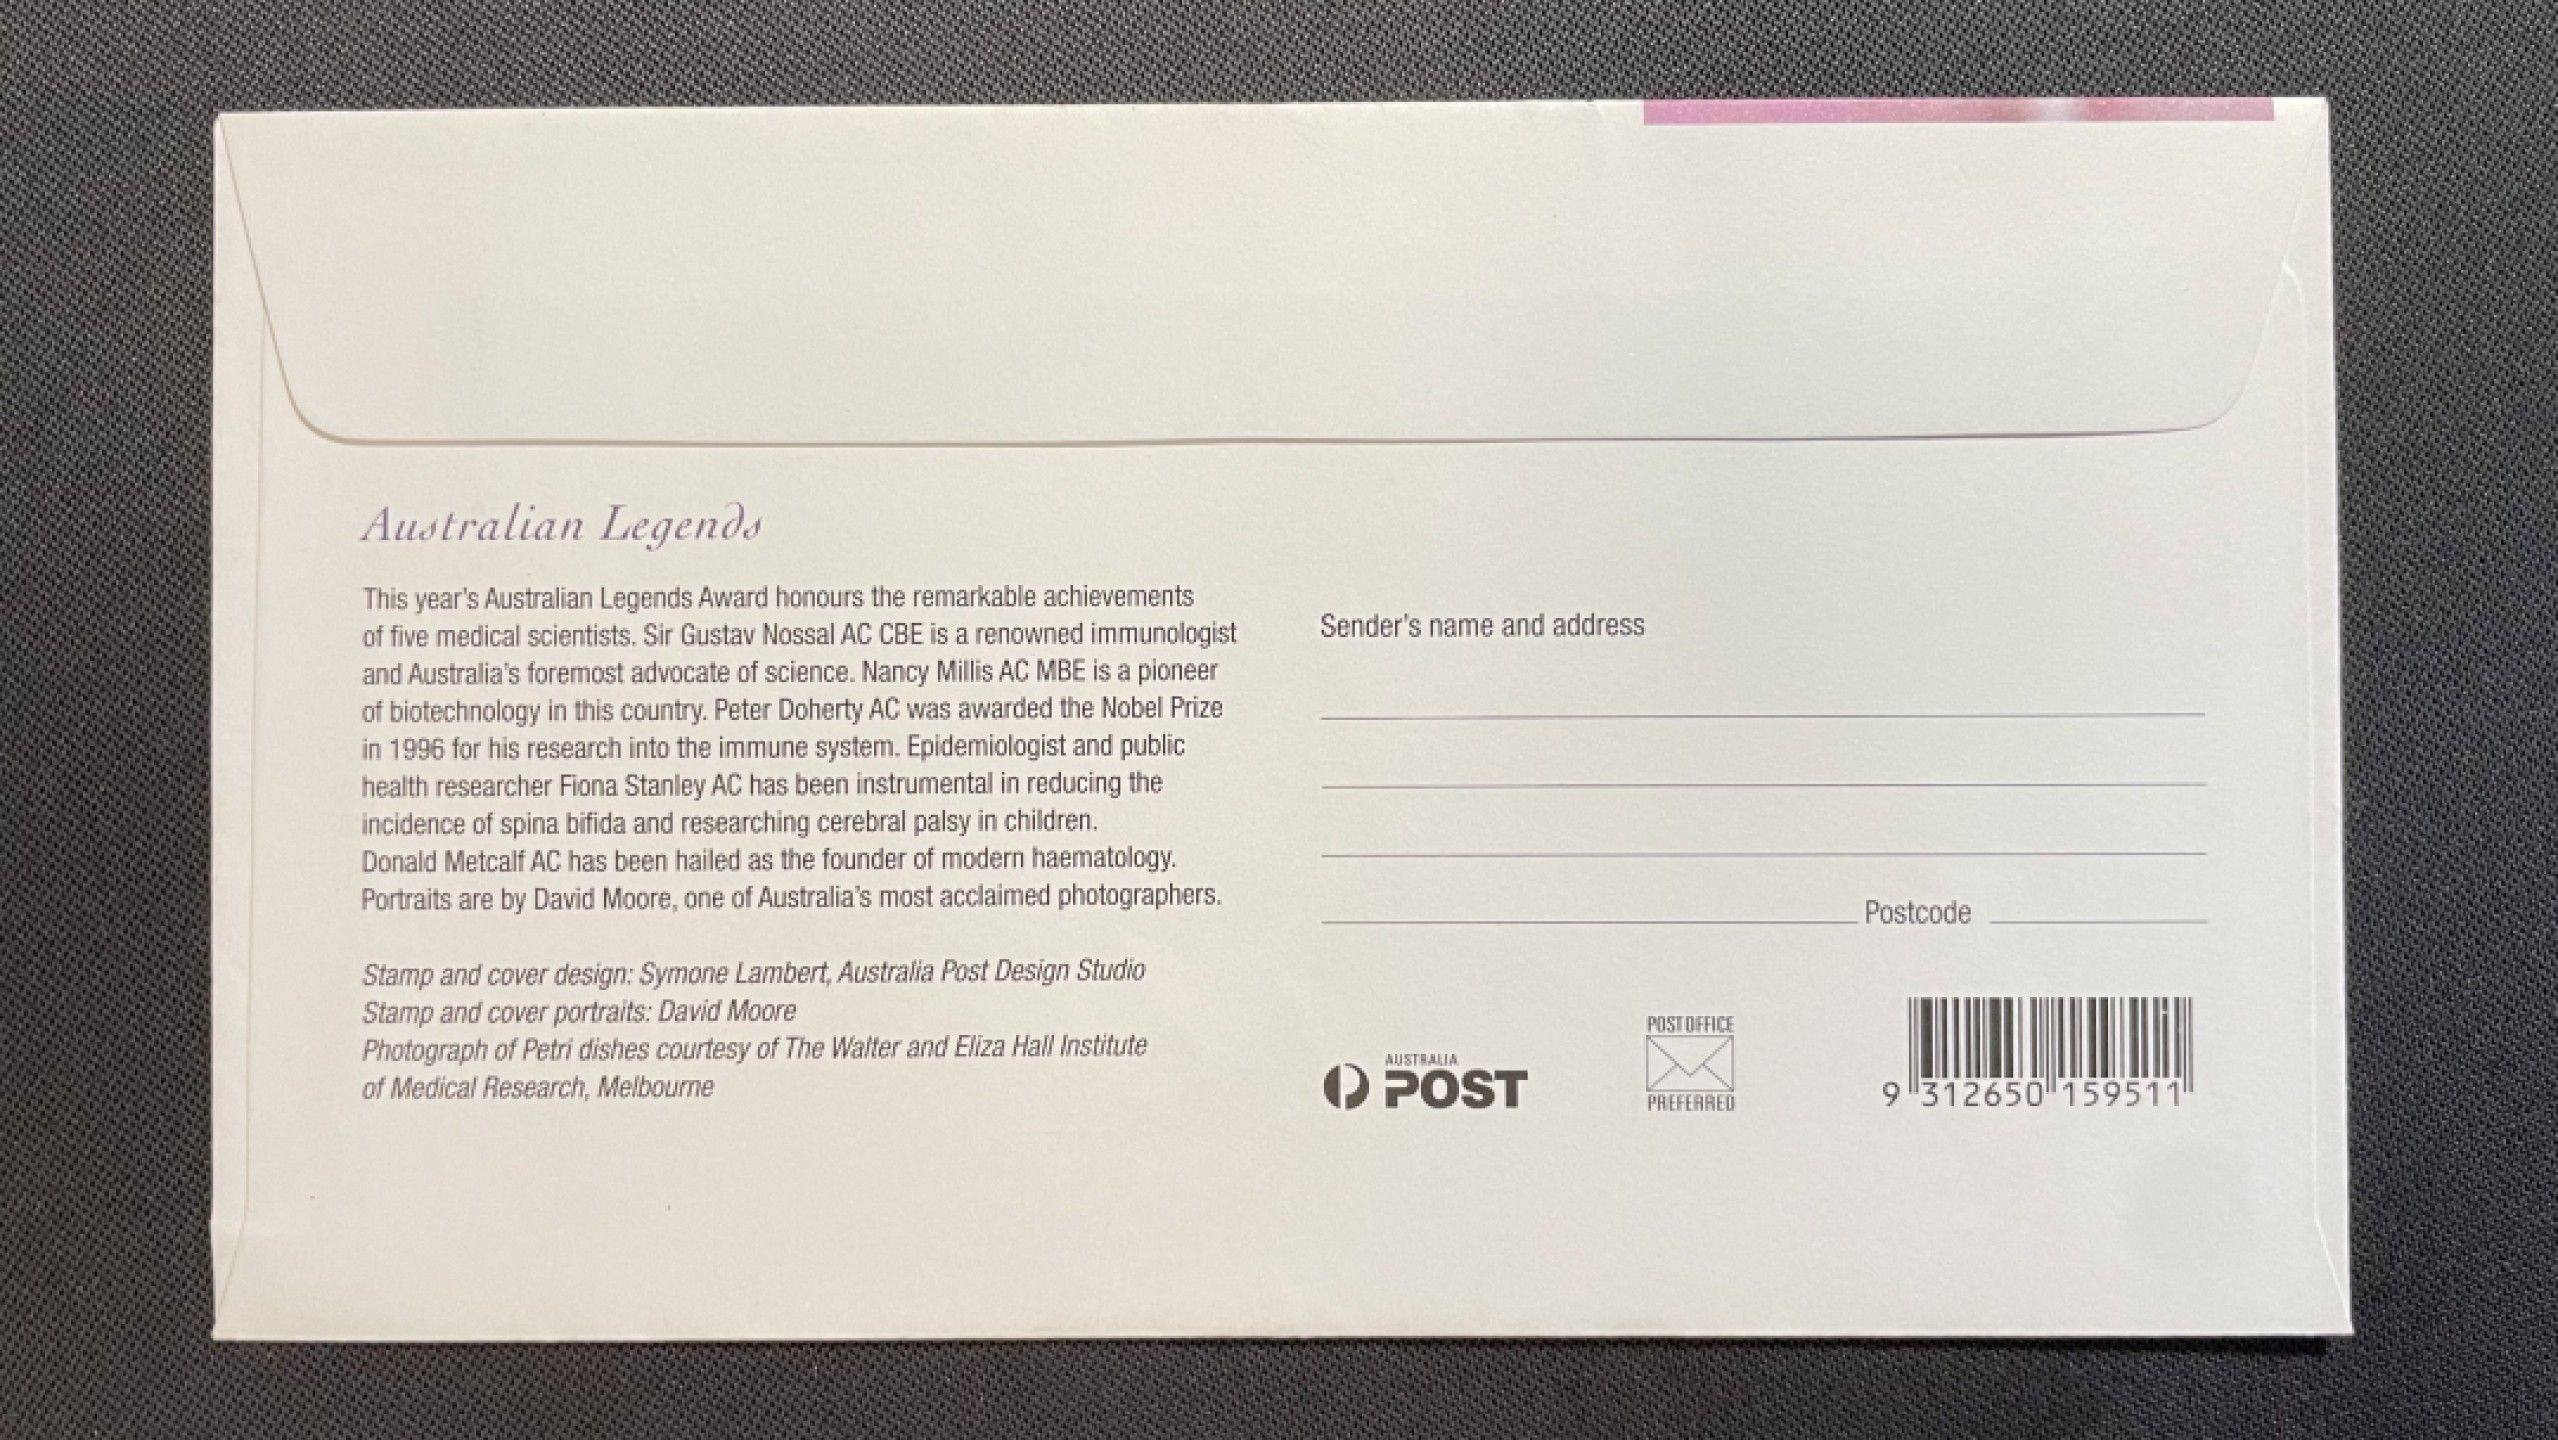 Australian Legends
This year's Australian Legends Award honours the remarkable achievements
of five medical scientists. Sir Gustav Nossal AC CBE is a renowned immunologist
and Australia's foremost advocate of science. Nancy Millis AC MBE is a pioneer
of biotechnology in this country. Peter Doherty AC was awarded the Nobel Prize
in 1996 for his research into the immune system. Epidemiologist and public
health researcher Fiona Stanley AC has been instrumental in reducing the
incidence of spina bifida and researching cerebral palsy in children.
Donald Metcalf AC has been hailed as the founder of modern haematology.
Portraits are by David Moore, one of Australia's most acclaimed photographers.
Stamp and cover design: Symone Lambert, Australia Post Design Studio
Stamp and cover portraits: David Moore
Photograph of Petri dishes courtesy of The Walter and Eliza Hall Institute
of Medical Research, Melbourne
Sender's name and address
Postcode
AUSTRALIA
POST
POST OFFICE
PREFERRED
9 312650 159511